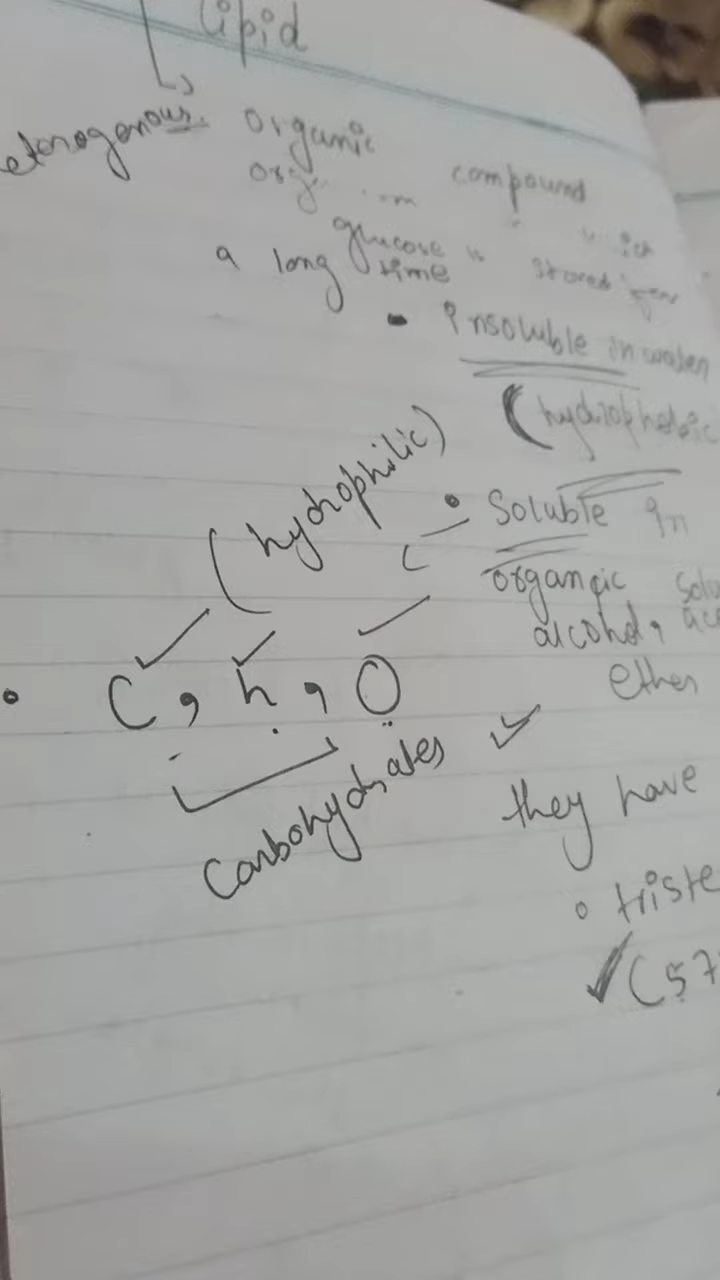 lipid
eterogenous organic
compound
glucose is stored
a long time
• Insoluble in water
(hydrophobic
(hydrophilic)
• Soluble in
organic
alcohol,
ether
• C, h, O
Carbohydrates
they have
triste
C57